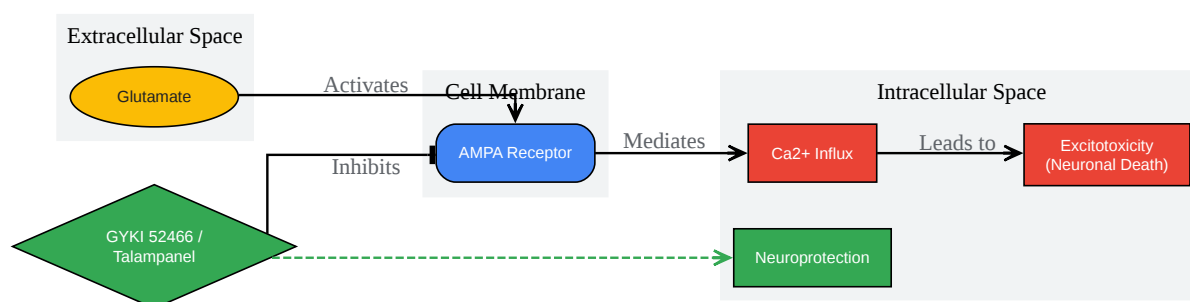 Extracellular Space
Glutamate
Activates
Cell Membrane
AMPA Receptor
Inhibits
Mediates
Intracellular Space
Ca2+ Influx
Leads to
Excitotoxicity
(Neuronal Death)
GYKI 52466 /
Talampanel
Neuroprotection